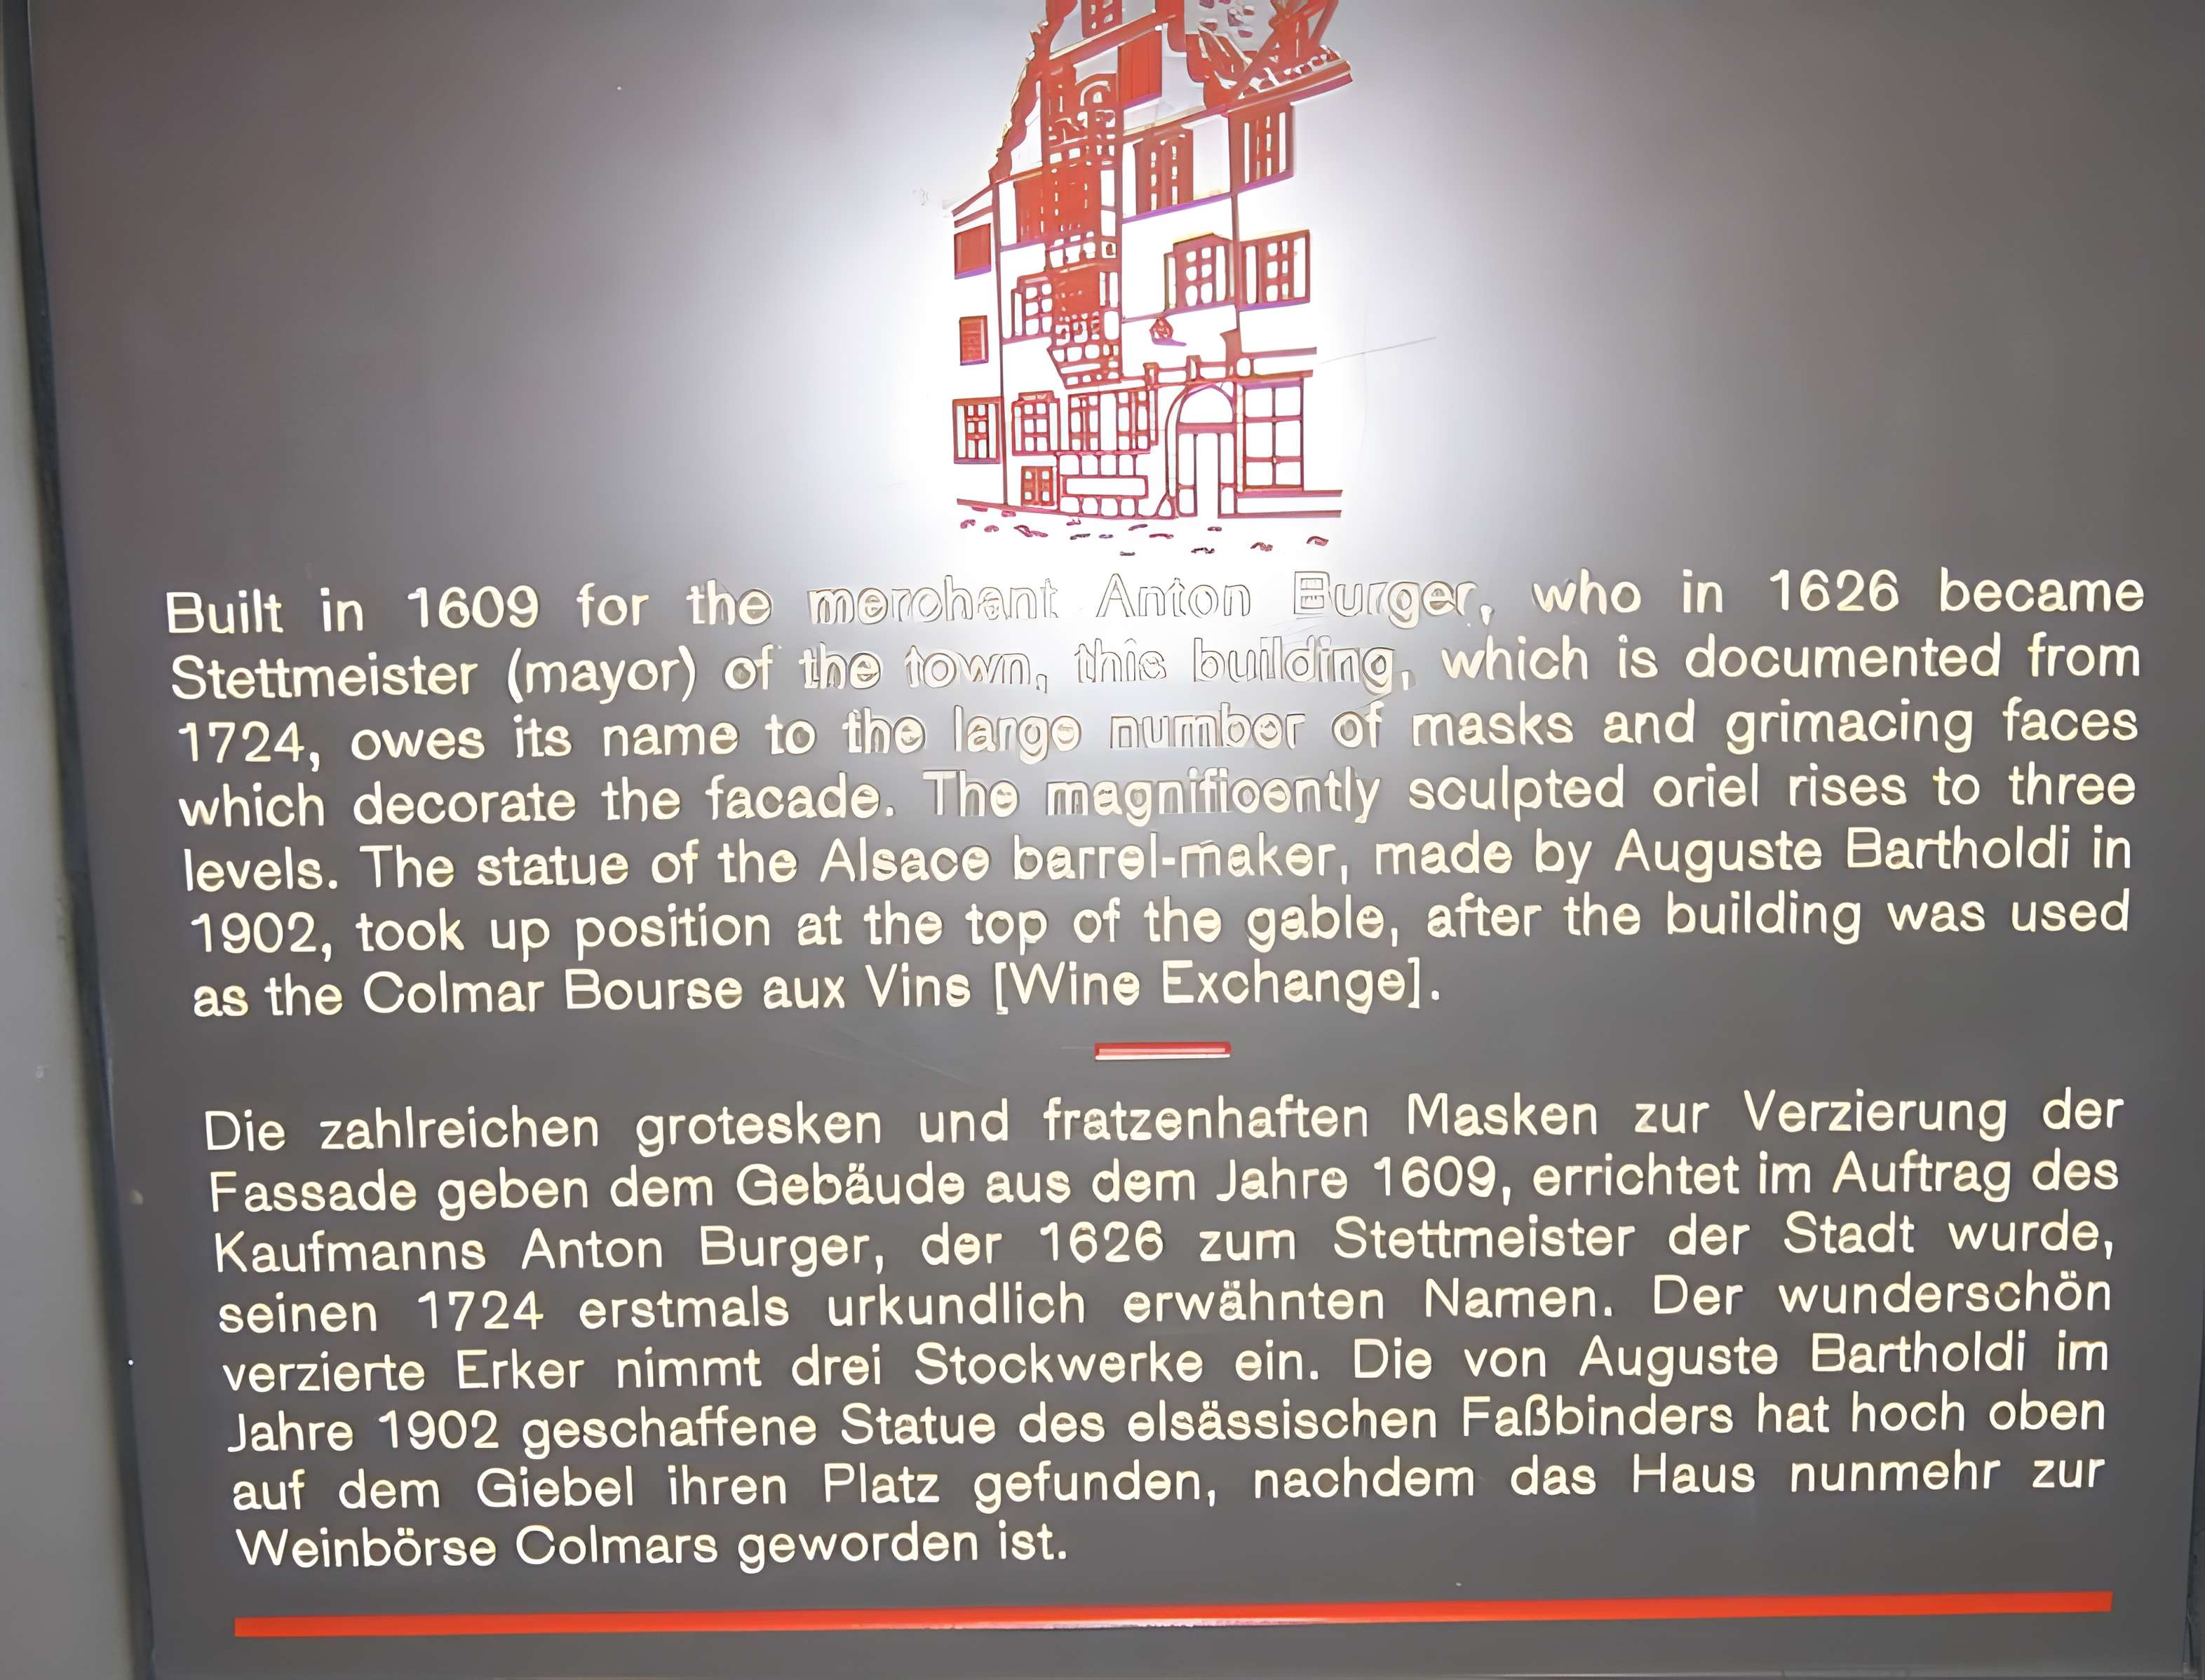 Built in 1609 for the merchant Anton Burger, who in 1626 became
Stettmeister (mayor) of the town, this building, which is documented from
1724, owes its name to the large number of masks and grimacing faces
which decorate the facade. The magnificently sculpted oriel rises to three
levels. The statue of the Alsace barrel-maker, made by Auguste Bartholdi in
1902, took up position at the top of the gable, after the building was used
as the Colmar Bourse aux Vins [Wine Exchange].
Die zahlreichen grotesken und fratzenhaften Masken zur Verzierung der
Fassade geben dem Gebäude aus dem Jahre 1609, errichtet im Auftrag des
Kaufmanns Anton Burger, der 1626 zum Stettmeister der Stadt wurde,
seinen 1724 erstmals urkundlich erwähnten Namen. Der wunderschön
verzierte Erker nimmt drei Stockwerke ein. Die von Auguste Bartholdi im
Jahre 1902 geschaffene Statue des elsässischen Faßbinders hat hoch oben
auf dem Giebel ihren Platz gefunden, nachdem das Haus nunmehr zur
Weinbörse Colmars geworden ist.